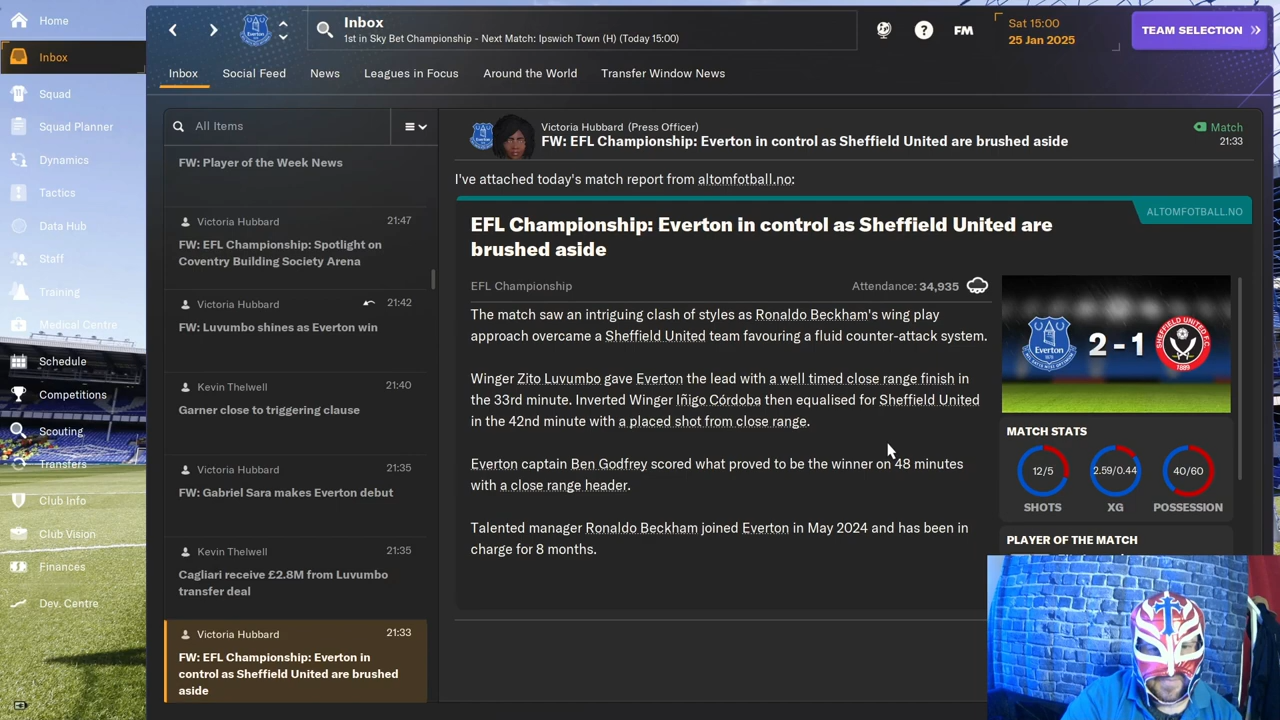 Home
Inbox
Squad
Squad Planner
Dynamics
Tactics
Data Hub
Staff
Training
Medical Centre
Schedule
Competitions
Scouting
Transfers
Club Info
Club Vision
Finances
Dev. Centre
Inbox
1st in Sky Bet Championship - Next Match: Ipswich Town (H) (Today 15:00)
?
FM
Sat 15:00
25 Jan 2025
TEAM SELECTION
Inbox
Social Feed
News
Leagues in Focus
Around the World
Transfer Window News
All Items
FW: Player of the Week News
Victoria Hubbard
21:47
FW: EFL Championship: Spotlight on
Coventry Building Society Arena
Victoria Hubbard
21:42
FW: Luvumbo shines as Everton win
Kevin Thelwell
21:40
Garner close to triggering clause
Victoria Hubbard
21:35
FW: Gabriel Sara makes Everton debut
Kevin Thelwell
21:35
Cagliari receive £2.8M from Luvumbo
transfer deal
Victoria Hubbard
21:33
FW: EFL Championship: Everton in
control as Sheffield United are brushed
aside
Victoria Hubbard (Press Officer)
FW: EFL Championship: Everton in control as Sheffield United are brushed aside
Match
21:33
I've attached today's match report from altomfotball.no:
ALTOMFOTBALL.NO
EFL Championship: Everton in control as Sheffield United are
brushed aside
EFL Championship
Attendance: 34,935
The match saw an intriguing clash of styles as Ronaldo Beckham's wing play
approach overcame a Sheffield United team favouring a fluid counter-attack system.
Winger Zito Luvumbo gave Everton the lead with a well timed close range finish in
the 33rd minute. Inverted Winger Iñigo Córdoba then equalised for Sheffield United
in the 42nd minute with a placed shot from close range.
Everton captain Ben Godfrey scored what proved to be the winner on 48 minutes
with a close range header.
Talented manager Ronaldo Beckham joined Everton in May 2024 and has been in
charge for 8 months.
Everton
2 - 1
SHEFFIELD UNITED F.C.
1889
MATCH STATS
12/5
2.59/0.44
40/60
SHOTS
XG
POSSESSION
PLAYER OF THE MATCH